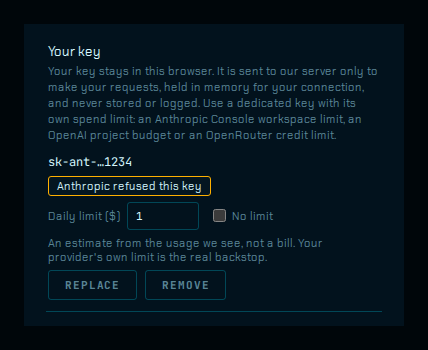 Your key
Your key stays in this browser. It is sent to our server only to
make your requests, held in memory for your connection,
and never stored or logged. Use a dedicated key with its
own spend limit: an Anthropic Console workspace limit, an
OpenAI project budget or an OpenRouter credit limit.
sk-ant-…1234
Anthropic refused this key
Daily limit ($) 1 No limit
An estimate from the usage we see, not a bill. Your
provider's own limit is the real backstop.
REPLACE REMOVE